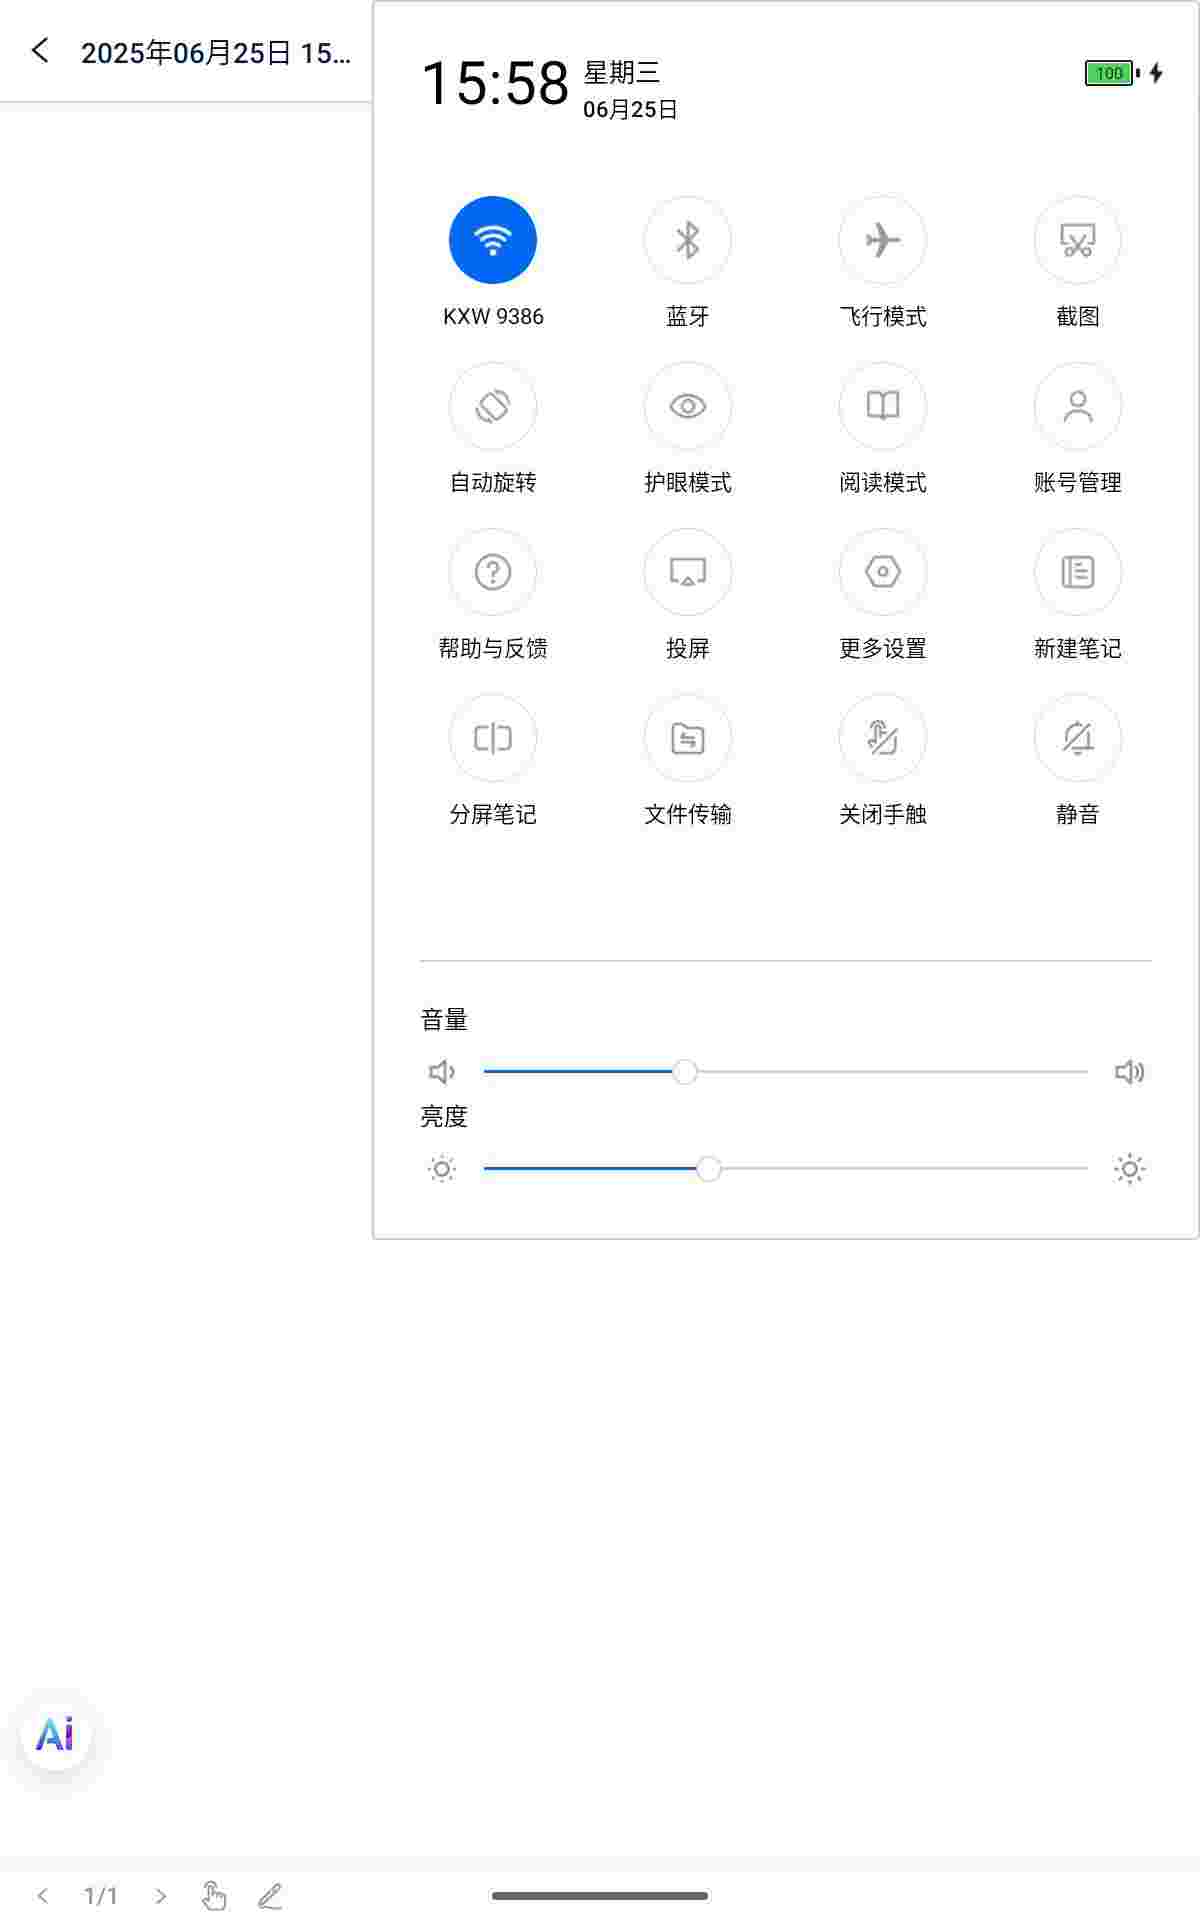 2025年06月25日 15...
15:58
星期三
06月25日
100
KXW 9386
蓝牙
飞行模式
截图
自动旋转
护眼模式
阅读模式
账号管理
帮助与反馈
投屏
更多设置
新建笔记
分屏笔记
文件传输
关闭手触
静音
音量
亮度
Ai
1/1